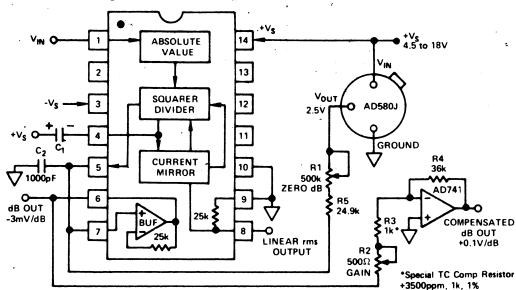 VIN
1
2
3
4
5
6
7
14
13
12
11
10
9
8
ABSOLUTE
VALUE
SQUARER
DIVIDER
CURRENT
MIRROR
-VS
+VS
+ -
C1
C2
1000pF
dB OUT
-3mV/dB
+
BUF
-
25k
25k
LINEAR rms
OUTPUT
+VS
+VS
4.5 to 18V
VIN
VOUT
2.5V
AD580J
GROUND
R1
500k
ZERO dB
R5
24.9k
R4
36k
-
AD741
+
R3
1k*
R2
500Ω
GAIN
COMPENSATED
dB OUT
+0.1V/dB
*Special TC Comp Resistor
+3500ppm, 1k, 1%